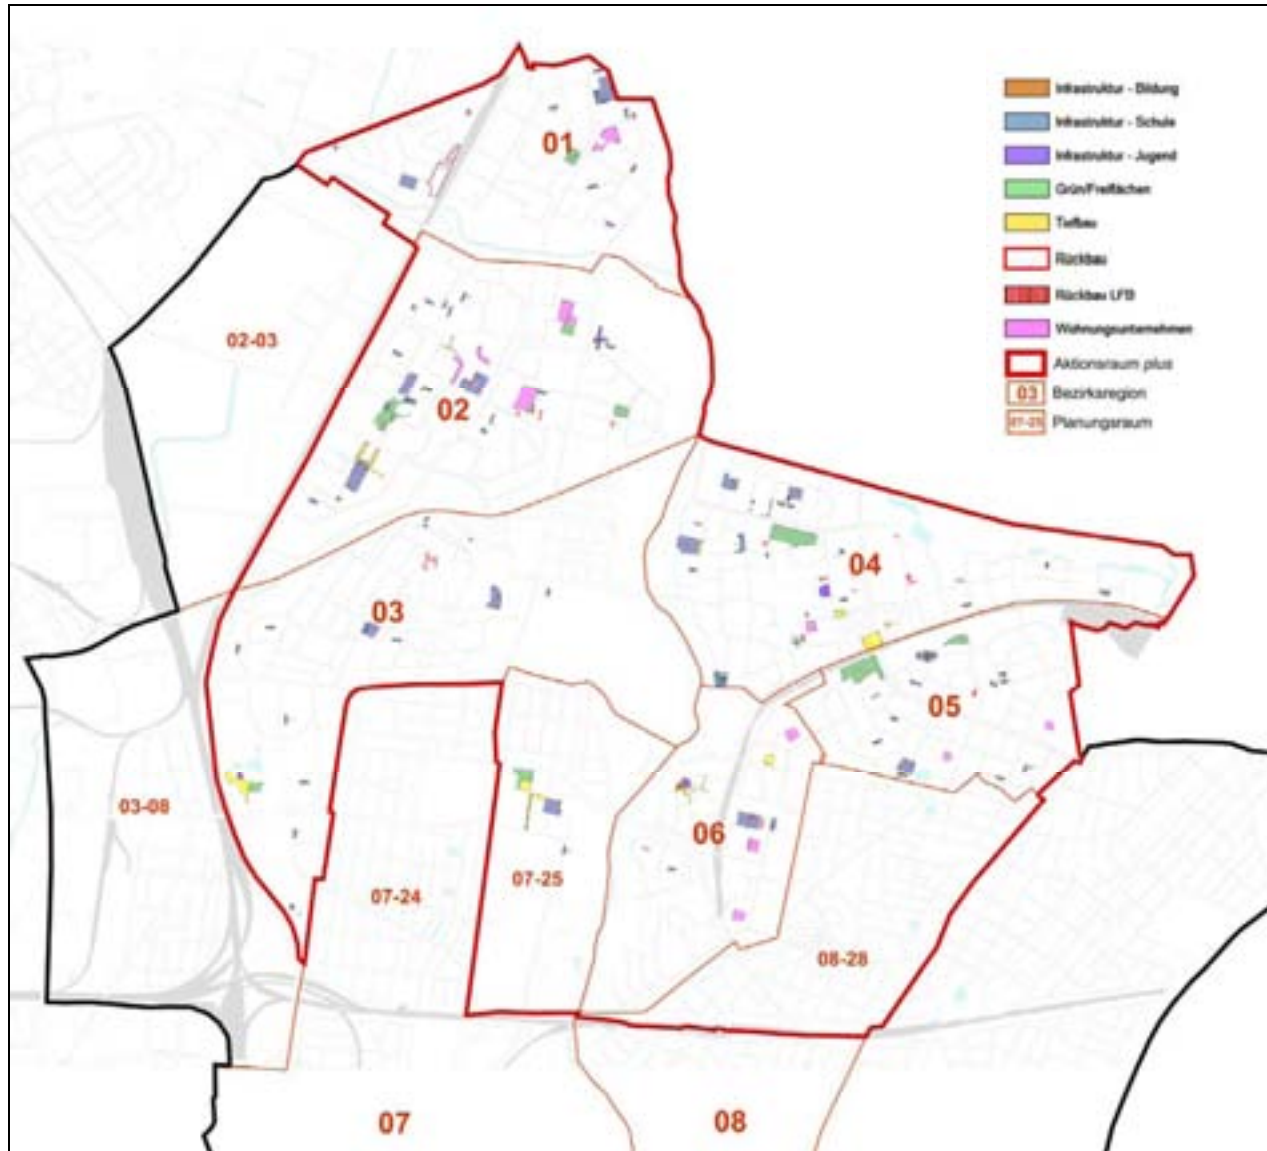 Infrastruktur - Bildung
Infrastruktur - Schule
Infrastruktur - Jugend
Grün/Freiflächen
Tiefbau
Rückbau
Rückbau LFB
Wohnungsunternehmen
Aktionsraum plus
03 Bezirksregion
07-25 Planungsraum
01
02-03
02
04
03
05
03-08
06
07-25
07-24
08-28
07
08